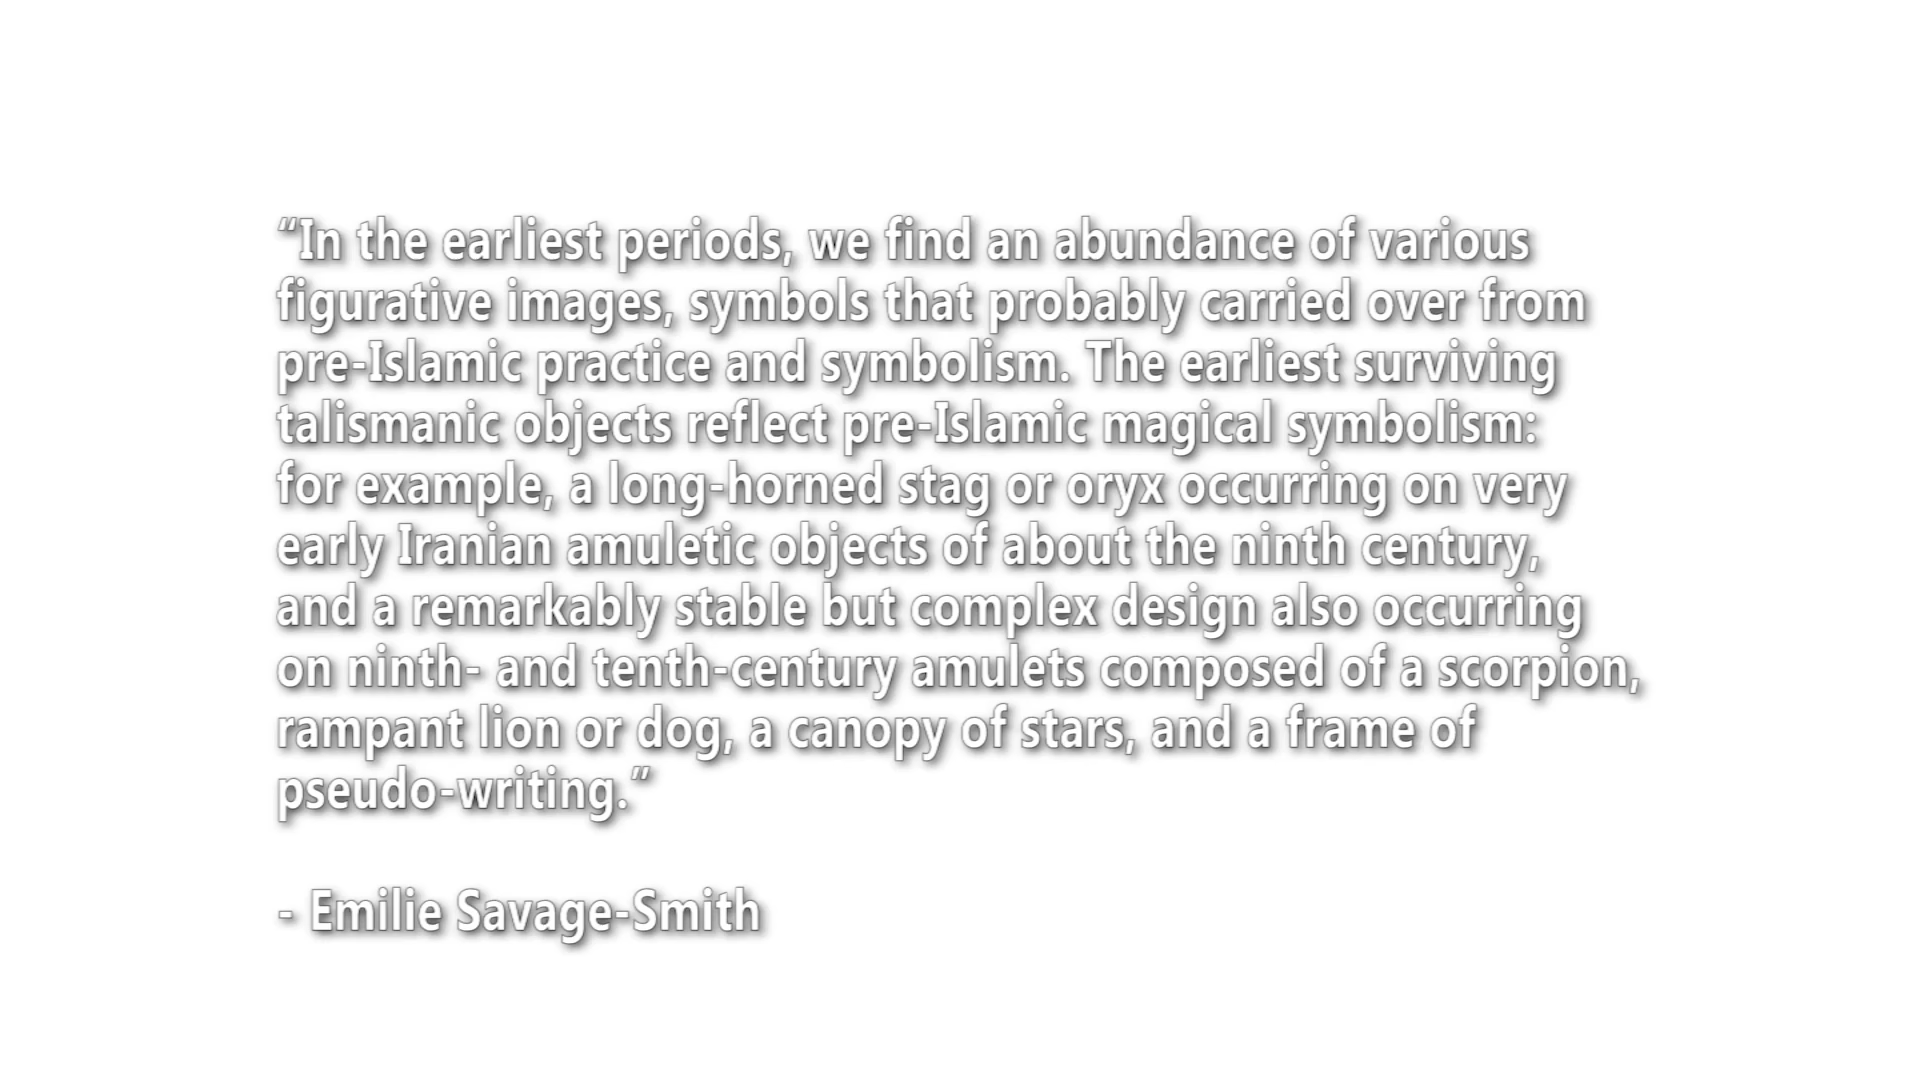 “In the earliest periods, we find an abundance of various
figurative images, symbols that probably carried over from
pre-Islamic practice and symbolism. The earliest surviving
talismanic objects reflect pre-Islamic magical symbolism:
for example, a long-horned stag or oryx occurring on very
early Iranian amuletic objects of about the ninth century,
and a remarkably stable but complex design also occurring
on ninth- and tenth-century amulets composed of a scorpion,
rampant lion or dog, a canopy of stars, and a frame of
pseudo-writing.”
- Emilie Savage-Smith